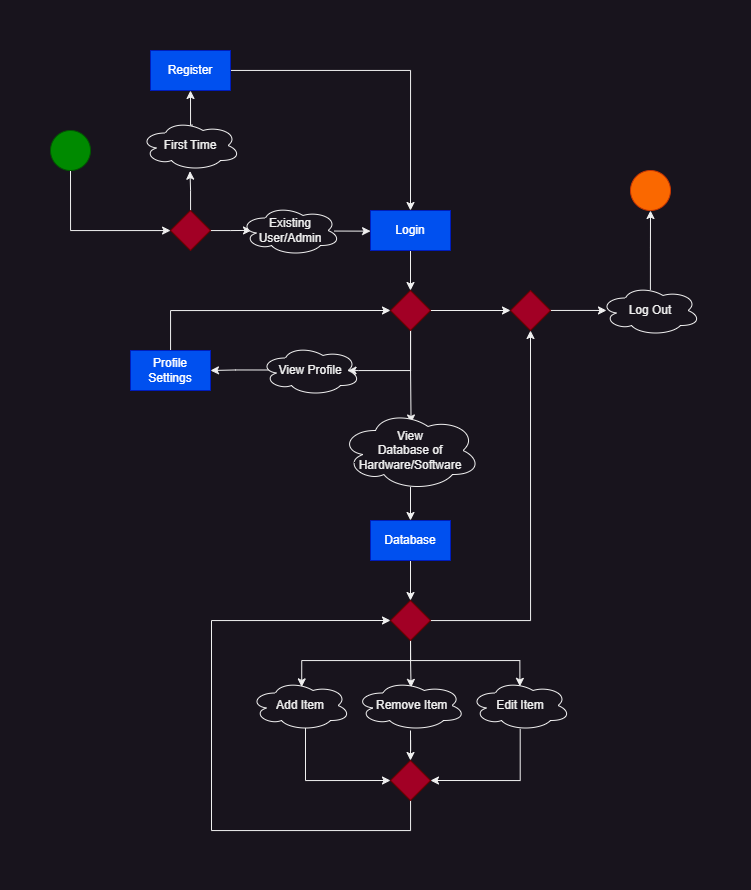 Register
First Time
Existing
User/Admin
Login
Log Out
Profile
Settings
View Profile
View
Database of
Hardware/Software
Database
Add Item
Remove Item
Edit Item